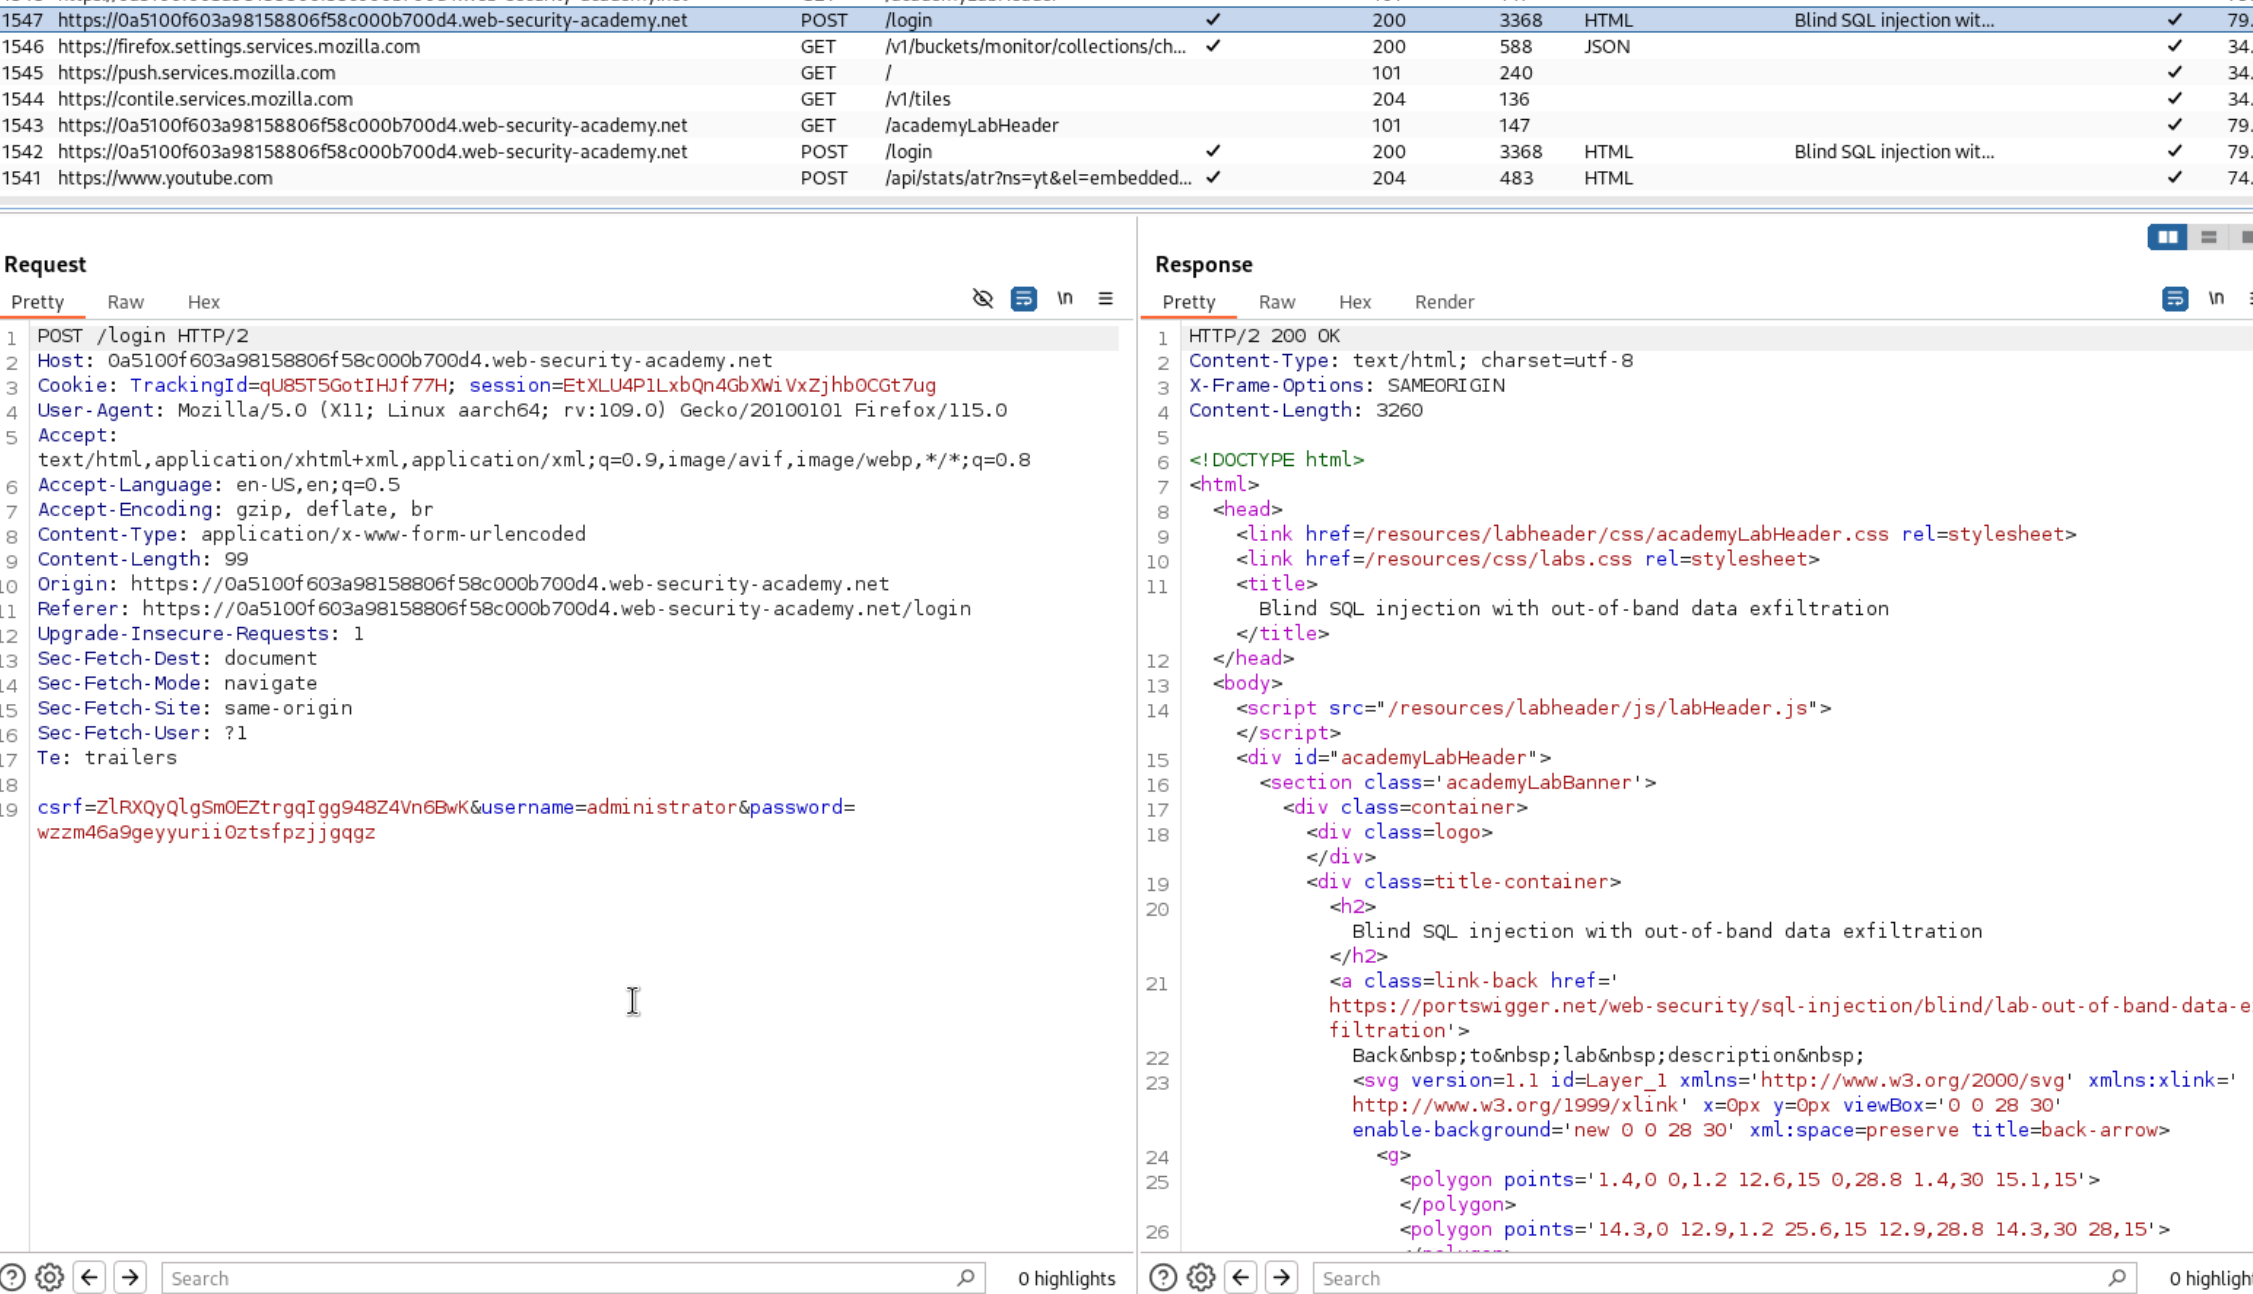 1547 https://0a5100f603a98158806f58c000b700d4.web-security-academy.net POST /login ✓ 200 3368 HTML Blind SQL injection wit... ✓ 79.
1546 https://firefox.settings.services.mozilla.com GET /v1/buckets/monitor/collections/ch... ✓ 200 588 JSON ✓ 34.
1545 https://push.services.mozilla.com GET / 101 240 ✓ 34.
1544 https://contile.services.mozilla.com GET /v1/tiles 204 136 ✓ 34.
1543 https://0a5100f603a98158806f58c000b700d4.web-security-academy.net GET /academyLabHeader 101 147 ✓ 79.
1542 https://0a5100f603a98158806f58c000b700d4.web-security-academy.net POST /login ✓ 200 3368 HTML Blind SQL injection wit... ✓ 79.
1541 https://www.youtube.com POST /api/stats/atr?ns=yt&el=embedded... ✓ 204 483 HTML ✓ 74.
Request
Pretty Raw Hex \n
1 POST /login HTTP/2
2 Host: 0a5100f603a98158806f58c000b700d4.web-security-academy.net
3 Cookie: TrackingId=qU85T5GotIHJf77H; session=EtXLU4P1LxbQn4GbXWiVxZjhb0CGt7ug
4 User-Agent: Mozilla/5.0 (X11; Linux aarch64; rv:109.0) Gecko/20100101 Firefox/115.0
5 Accept:
text/html,application/xhtml+xml,application/xml;q=0.9,image/avif,image/webp,*/*;q=0.8
6 Accept-Language: en-US,en;q=0.5
7 Accept-Encoding: gzip, deflate, br
8 Content-Type: application/x-www-form-urlencoded
9 Content-Length: 99
10 Origin: https://0a5100f603a98158806f58c000b700d4.web-security-academy.net
11 Referer: https://0a5100f603a98158806f58c000b700d4.web-security-academy.net/login
12 Upgrade-Insecure-Requests: 1
13 Sec-Fetch-Dest: document
14 Sec-Fetch-Mode: navigate
15 Sec-Fetch-Site: same-origin
16 Sec-Fetch-User: ?1
17 Te: trailers
18
19 csrf=ZlRXQyQlgSm0EZtrgqIgg948Z4Vn6BwK&username=administrator&password=
wzzm46a9geyyurii0ztsfpzjjgqgz
0 highlights
Search
Response
Pretty Raw Hex Render \n
1 HTTP/2 200 OK
2 Content-Type: text/html; charset=utf-8
3 X-Frame-Options: SAMEORIGIN
4 Content-Length: 3260
5
6 <!DOCTYPE html>
7 <html>
8 <head>
9 <link href=/resources/labheader/css/academyLabHeader.css rel=stylesheet>
10 <link href=/resources/css/labs.css rel=stylesheet>
11 <title>
Blind SQL injection with out-of-band data exfiltration
</title>
12 </head>
13 <body>
14 <script src="/resources/labheader/js/labHeader.js">
</script>
15 <div id="academyLabHeader">
16 <section class='academyLabBanner'>
17 <div class=container>
18 <div class=logo>
</div>
19 <div class=title-container>
20 <h2>
Blind SQL injection with out-of-band data exfiltration
</h2>
21 <a class=link-back href='
https://portswigger.net/web-security/sql-injection/blind/lab-out-of-band-data-e
filtration'>
22 Back&nbsp;to&nbsp;lab&nbsp;description&nbsp;
23 <svg version=1.1 id=Layer_1 xmlns='http://www.w3.org/2000/svg' xmlns:xlink='
http://www.w3.org/1999/xlink' x=0px y=0px viewBox='0 0 28 30'
enable-background='new 0 0 28 30' xml:space=preserve title=back-arrow>
24 <g>
25 <polygon points='1.4,0 0,1.2 12.6,15 0,28.8 1.4,30 15.1,15'>
</polygon>
26 <polygon points='14.3,0 12.9,1.2 25.6,15 12.9,28.8 14.3,30 28,15'>
Search
0 highligh